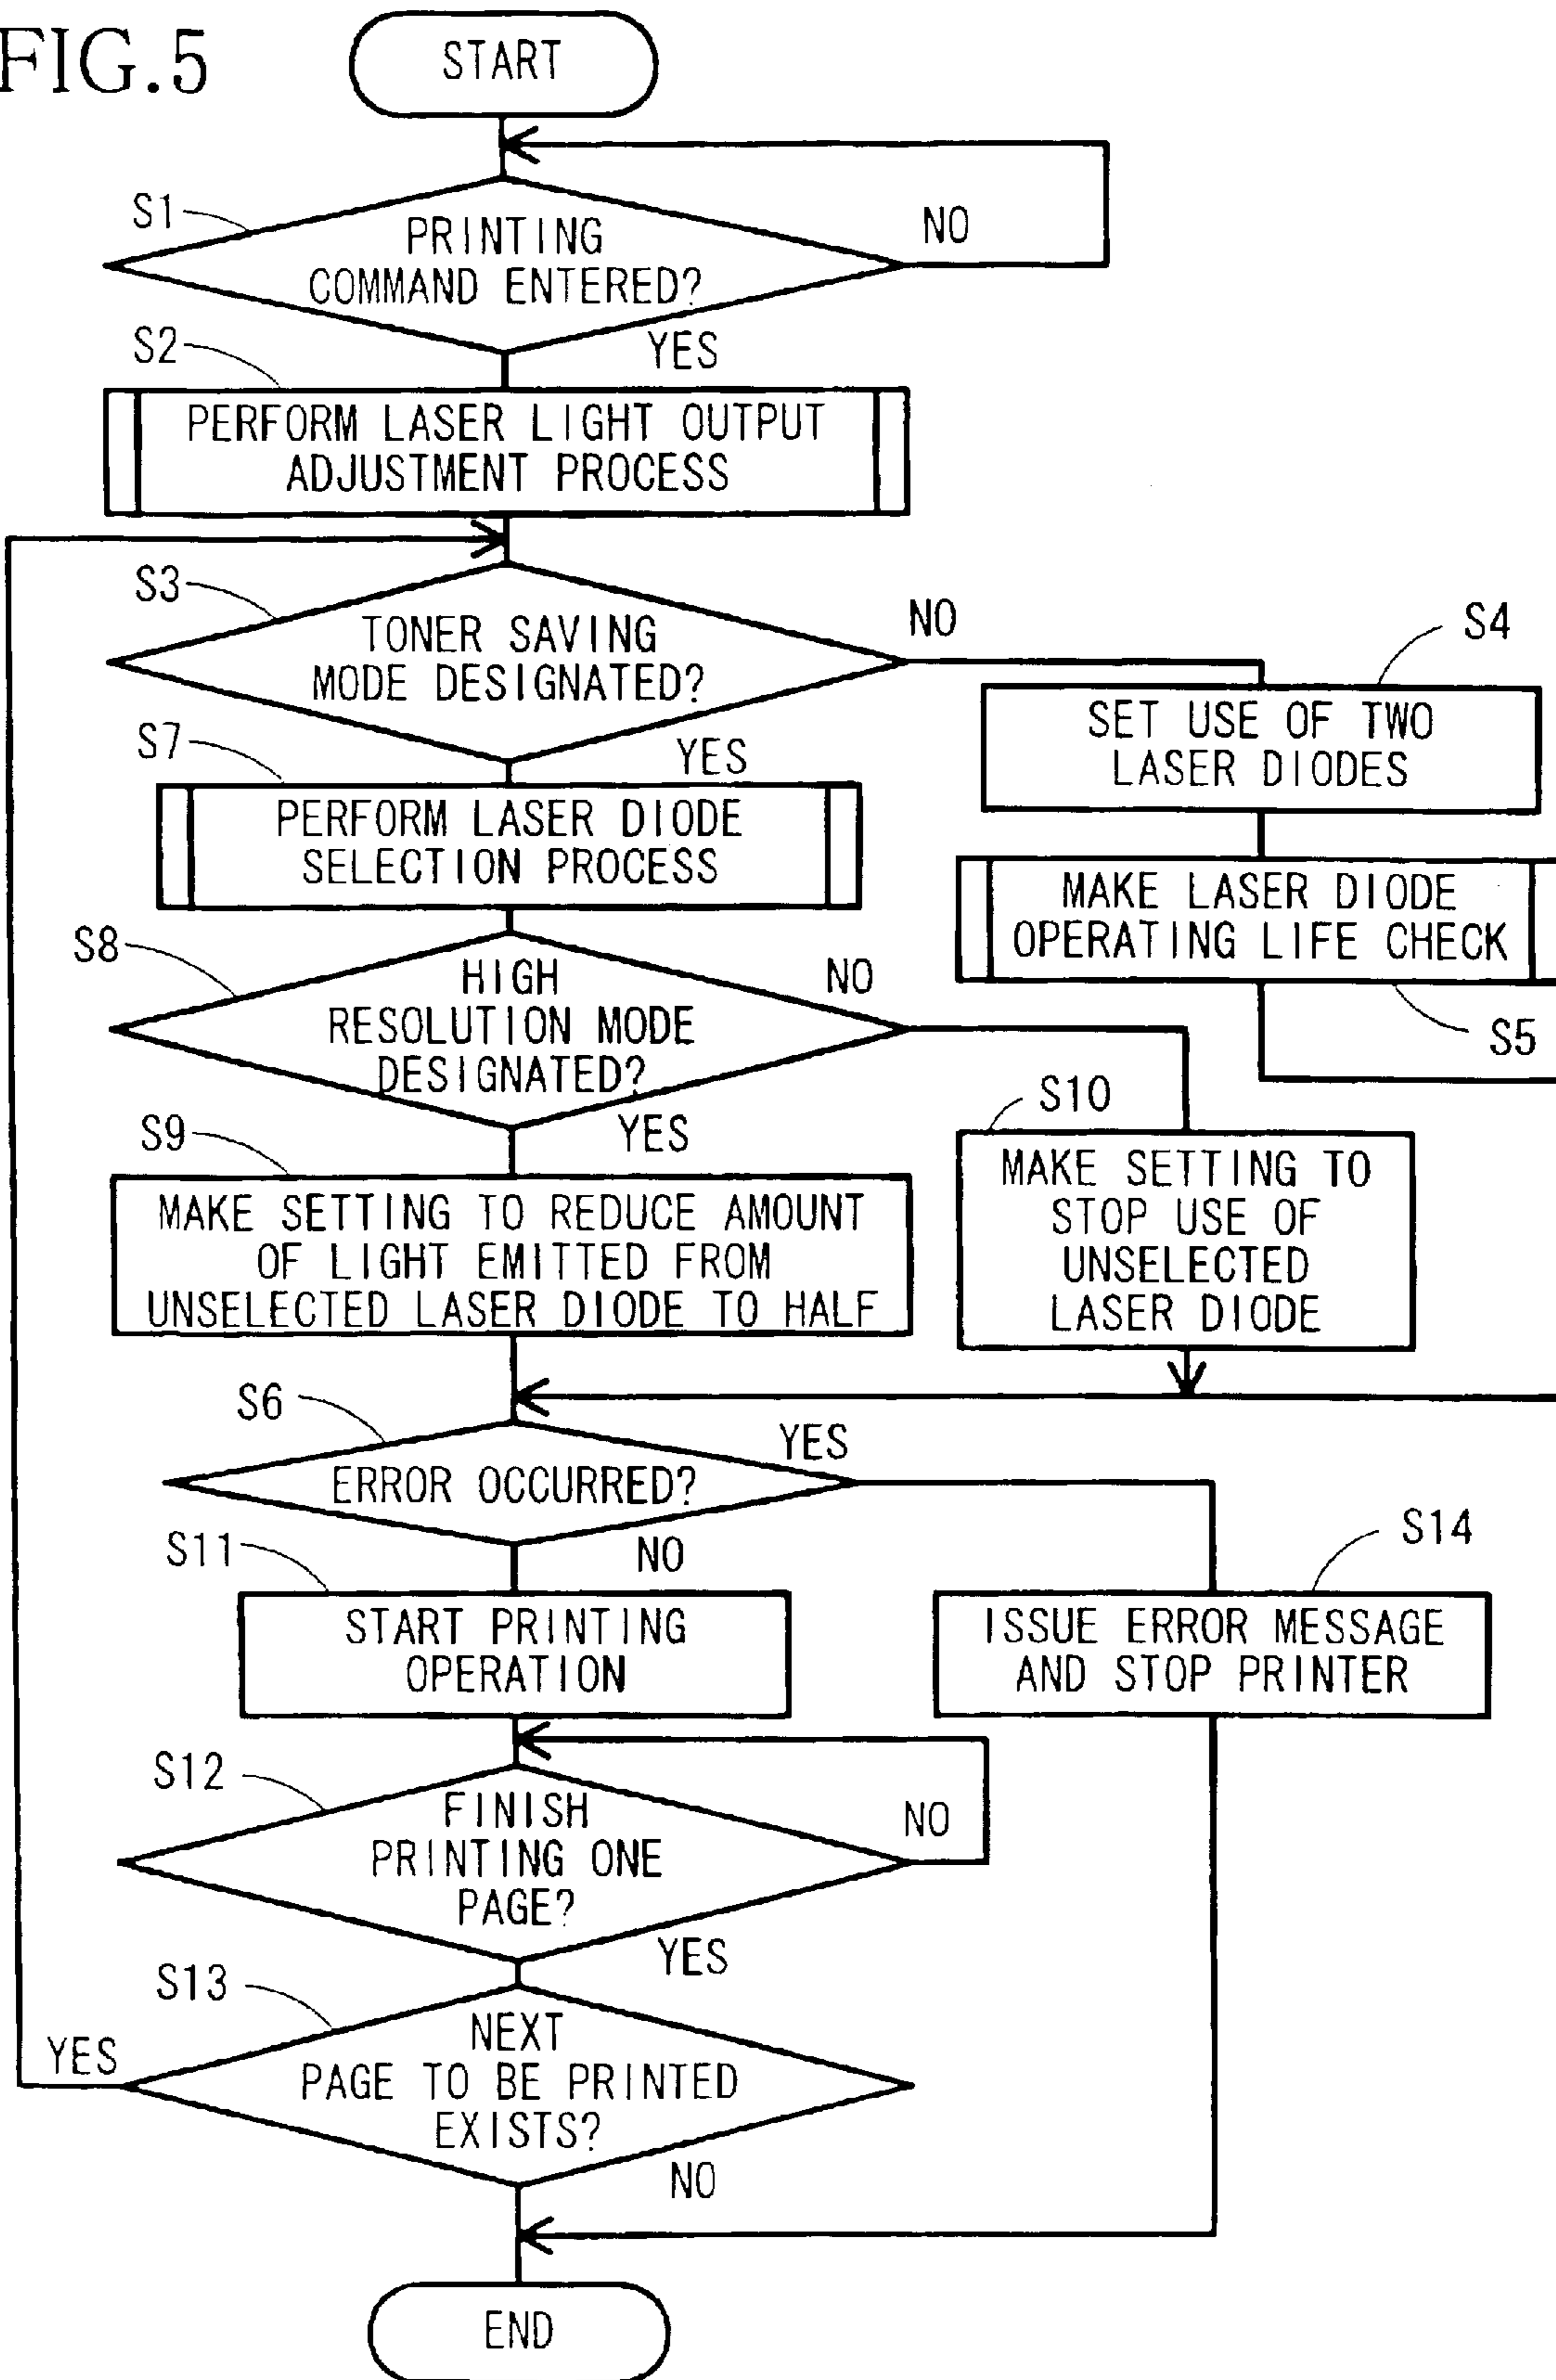 FIG.5
START
S1
PRINTING
COMMAND ENTERED?
NO
YES
S2
PERFORM LASER LIGHT OUTPUT
ADJUSTMENT PROCESS
S3
TONER SAVING
MODE DESIGNATED?
NO
YES
S4
SET USE OF TWO
LASER DIODES
S7
PERFORM LASER DIODE
SELECTION PROCESS
MAKE LASER DIODE
OPERATING LIFE CHECK
S5
S8
HIGH
RESOLUTION MODE
DESIGNATED?
NO
YES
S10
MAKE SETTING TO
STOP USE OF
UNSELECTED
LASER DIODE
S9
MAKE SETTING TO REDUCE AMOUNT
OF LIGHT EMITTED FROM
UNSELECTED LASER DIODE TO HALF
S6
ERROR OCCURRED?
YES
NO
S11
START PRINTING
OPERATION
S14
ISSUE ERROR MESSAGE
AND STOP PRINTER
S12
FINISH
PRINTING ONE
PAGE?
NO
YES
S13
NEXT
PAGE TO BE PRINTED
EXISTS?
YES
NO
END